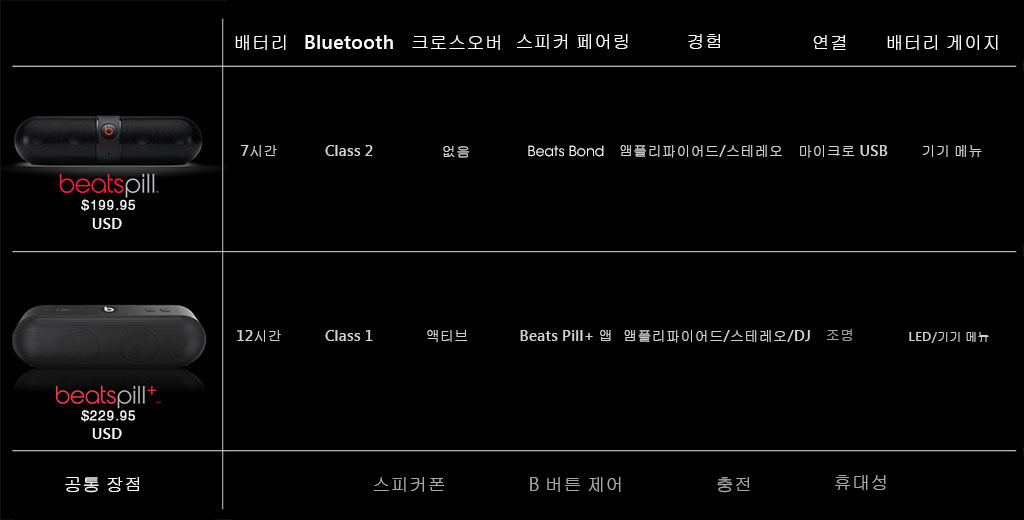 배터리 Bluetooth 크로스오버 스피커 페어링 경험 연결 배터리 게이지
7시간 Class 2 없음 Beats Bond 앰플리파이어드/스테레오 마이크로 USB 기기 메뉴
beatspill
$199.95
USD
12시간 Class 1 액티브 Beats Pill+ 앱 앰플리파이어드/스테레오/DJ 조명 LED/기기 메뉴
beatspill+
$229.95
USD
공통 장점 스피커폰 B 버튼 제어 충전 휴대성